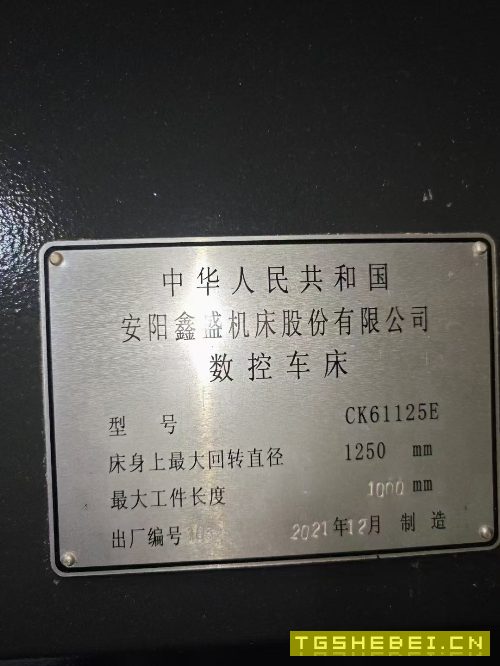 中华人民共和国
安阳鑫盛机床股份有限公司
数控车床
型 号 CK61125E
床身上最大回转直径 1250 mm
最大工件长度 1000 mm
出厂编号 2021年12月 制造
TGSHEBEI.CN